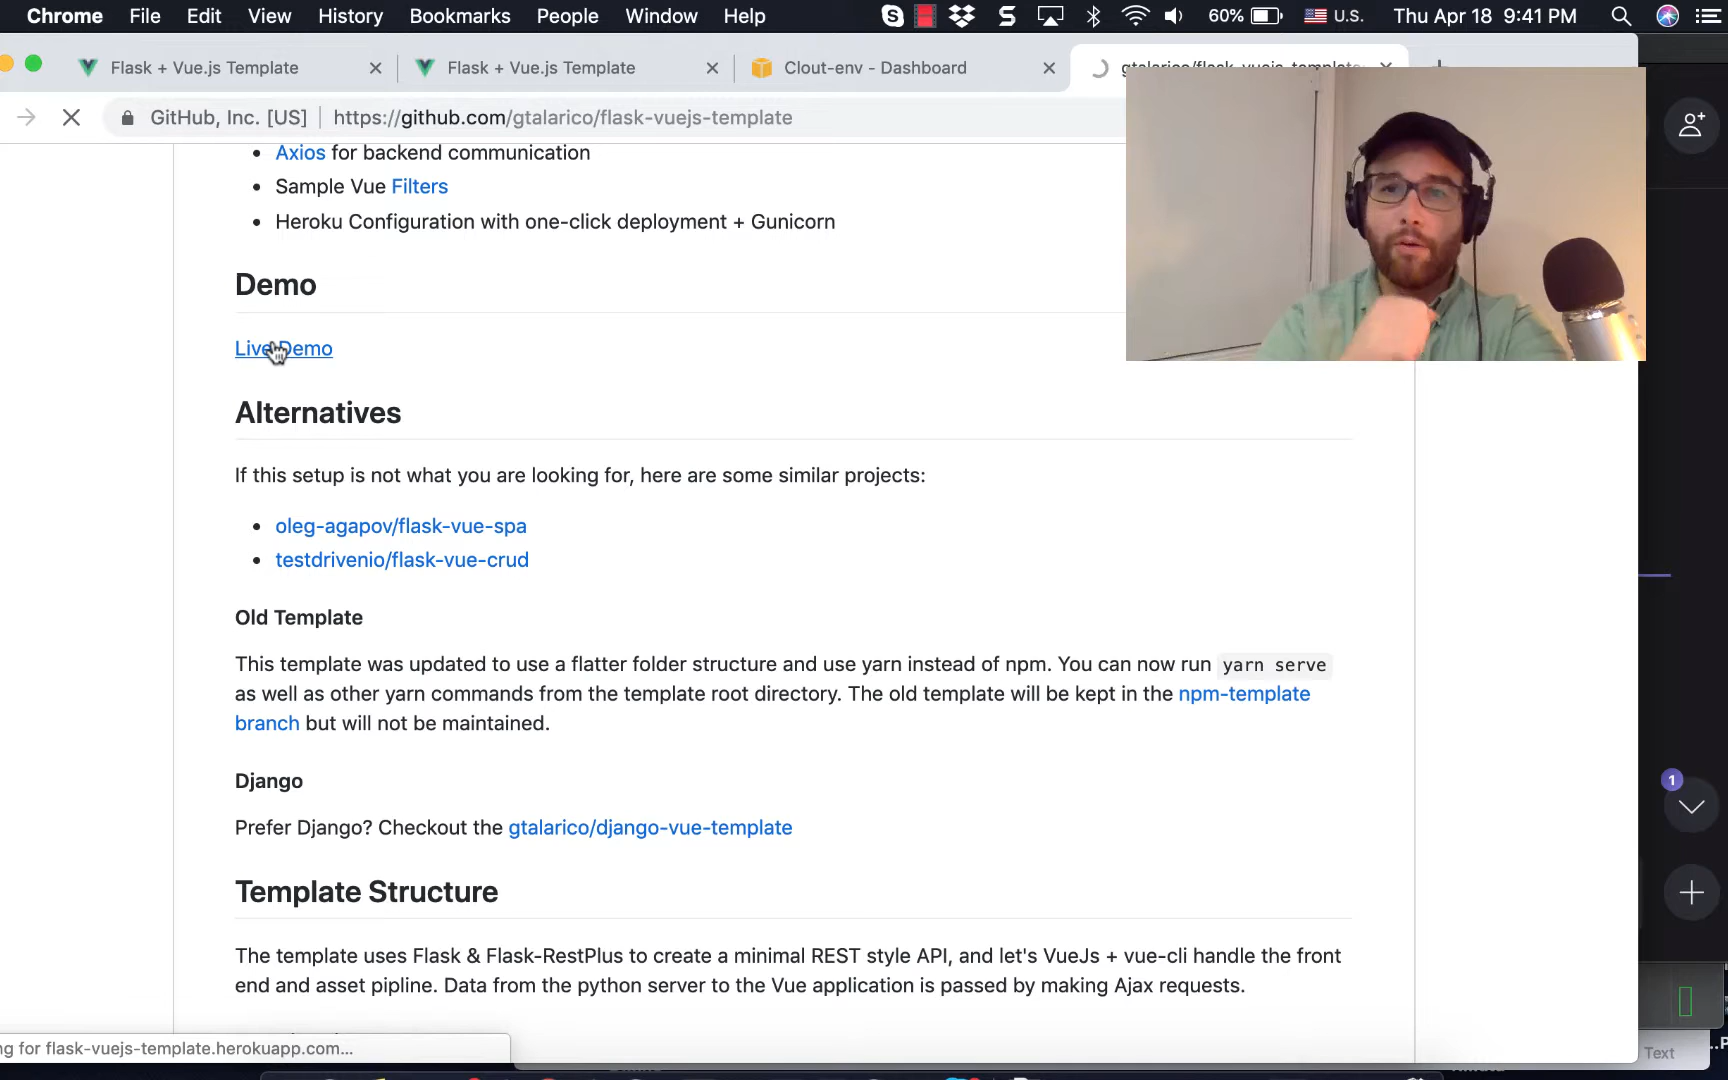 Chrome File Edit View History Bookmarks People Window Help 60% U.S. Thu Apr 18 9:41 PM
Flask + Vue.js Template Flask + Vue.js Template Clout-env - Dashboard
GitHub, Inc. [US] https://github.com/gtalarico/flask-vuejs-template
Axios for backend communication
Sample Vue Filters
Heroku Configuration with one-click deployment + Gunicorn
Demo
Live Demo
Alternatives
If this setup is not what you are looking for, here are some similar projects:
oleg-agapov/flask-vue-spa
testdrivenio/flask-vue-crud
Old Template
This template was updated to use a flatter folder structure and use yarn instead of npm. You can now run yarn serve
as well as other yarn commands from the template root directory. The old template will be kept in the npm-template
branch but will not be maintained.
Django
1
Prefer Django? Checkout the gtalarico/django-vue-template
Template Structure
The template uses Flask & Flask-RestPlus to create a minimal REST style API, and let's VueJs + vue-cli handle the front
end and asset pipline. Data from the python server to the Vue application is passed by making Ajax requests.
ng for flask-vuejs-template.herokuapp.com...
Text